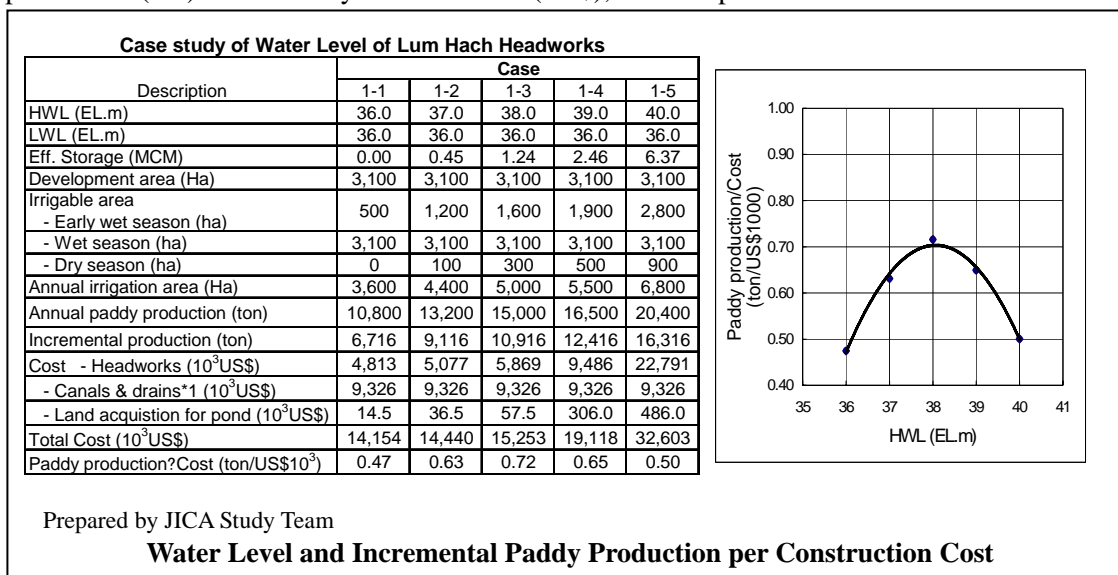 Case study of Water Level of Lum Hach Headworks
Description Case
1-1 1-2 1-3 1-4 1-5
HWL (EL.m) 36.0 37.0 38.0 39.0 40.0
LWL (EL.m) 36.0 36.0 36.0 36.0 36.0
Eff. Storage (MCM) 0.00 0.45 1.24 2.46 6.37
Development area (Ha) 3,100 3,100 3,100 3,100 3,100
Irrigable area
- Early wet season (ha) 500 1,200 1,600 1,900 2,800
- Wet season (ha) 3,100 3,100 3,100 3,100 3,100
- Dry season (ha) 0 100 300 500 900
Annual irrigation area (Ha) 3,600 4,400 5,000 5,500 6,800
Annual paddy production (ton) 10,800 13,200 15,000 16,500 20,400
Incremental production (ton) 6,716 9,116 10,916 12,416 16,316
Cost - Headworks (10³US$) 4,813 5,077 5,869 9,486 22,791
- Canals & drains*1 (10³US$) 9,326 9,326 9,326 9,326 9,326
- Land acquistion for pond (10³US$) 14.5 36.5 57.5 306.0 486.0
Total Cost (10³US$) 14,154 14,440 15,253 19,118 32,603
Paddy production?Cost (ton/US$10³) 0.47 0.63 0.72 0.65 0.50
Paddy production/Cost
(ton/US$1000)
1.00
0.90
0.80
0.70
0.60
0.50
0.40
35 36 37 38 39 40 41
HWL (EL.m)
Prepared by JICA Study Team
Water Level and Incremental Paddy Production per Construction Cost